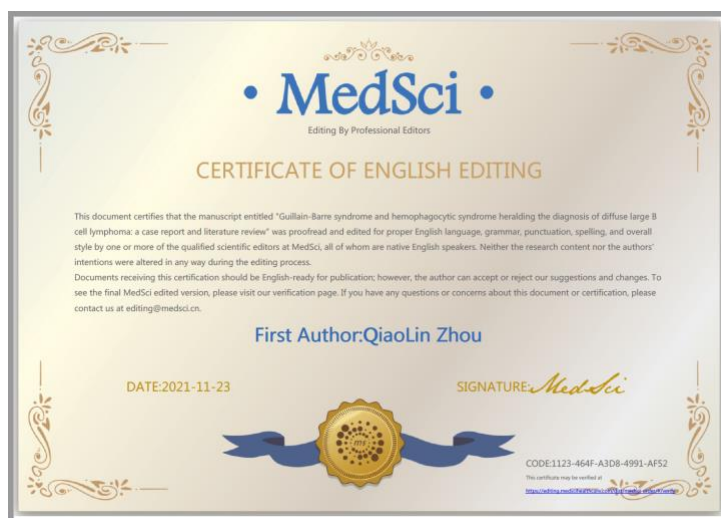 • MedSci •
Editing By Professional Editors
CERTIFICATE OF ENGLISH EDITING
This document certifies that the manuscript entitled "Guillain-Barre syndrome and hemophagocytic syndrome heralding the diagnosis of diffuse large B
cell lymphoma: a case report and literature review" was proofread and edited for proper English language, grammar, punctuation, spelling, and overall
style by one or more of the qualified scientific editors at MedSci, all of whom are native English speakers. Neither the research content nor the authors'
intentions were altered in any way during the editing process.
Documents receiving this certification should be English-ready for publication; however, the author can accept or reject our suggestions and changes. To
see the final MedSci edited version, please visit our verification page. If you have any questions or concerns about this document or certification, please
contact us at editing@medsci.cn.
First Author:QiaoLin Zhou
DATE:2021-11-23
SIGNATURE: MedSci
ms
CODE:1123-464F-A3DB-4991-AF52
This certificate may be verified at